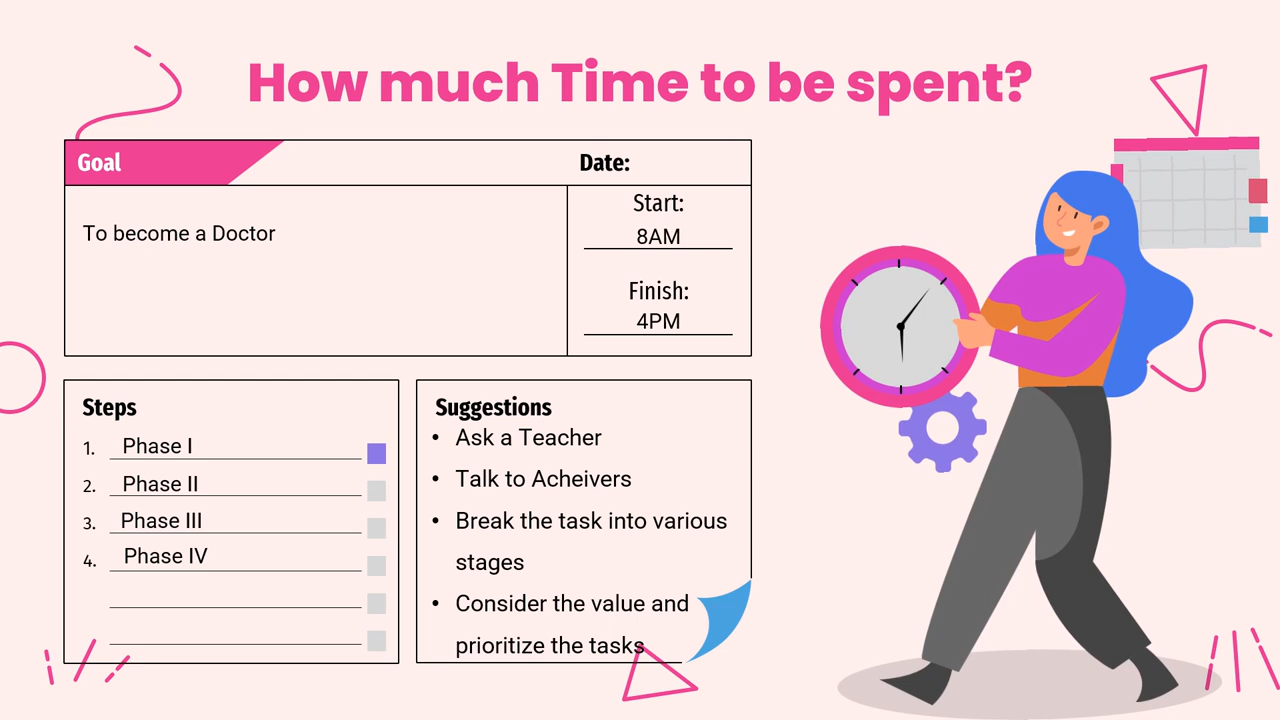 How much Time to be spent?
Goal
Date:
To become a Doctor
Start:
8AM
Finish:
4PM
Steps
1. Phase I
2. Phase II
3. Phase III
4. Phase IV
Suggestions
• Ask a Teacher
• Talk to Acheivers
• Break the task into various
stages
• Consider the value and
prioritize the tasks